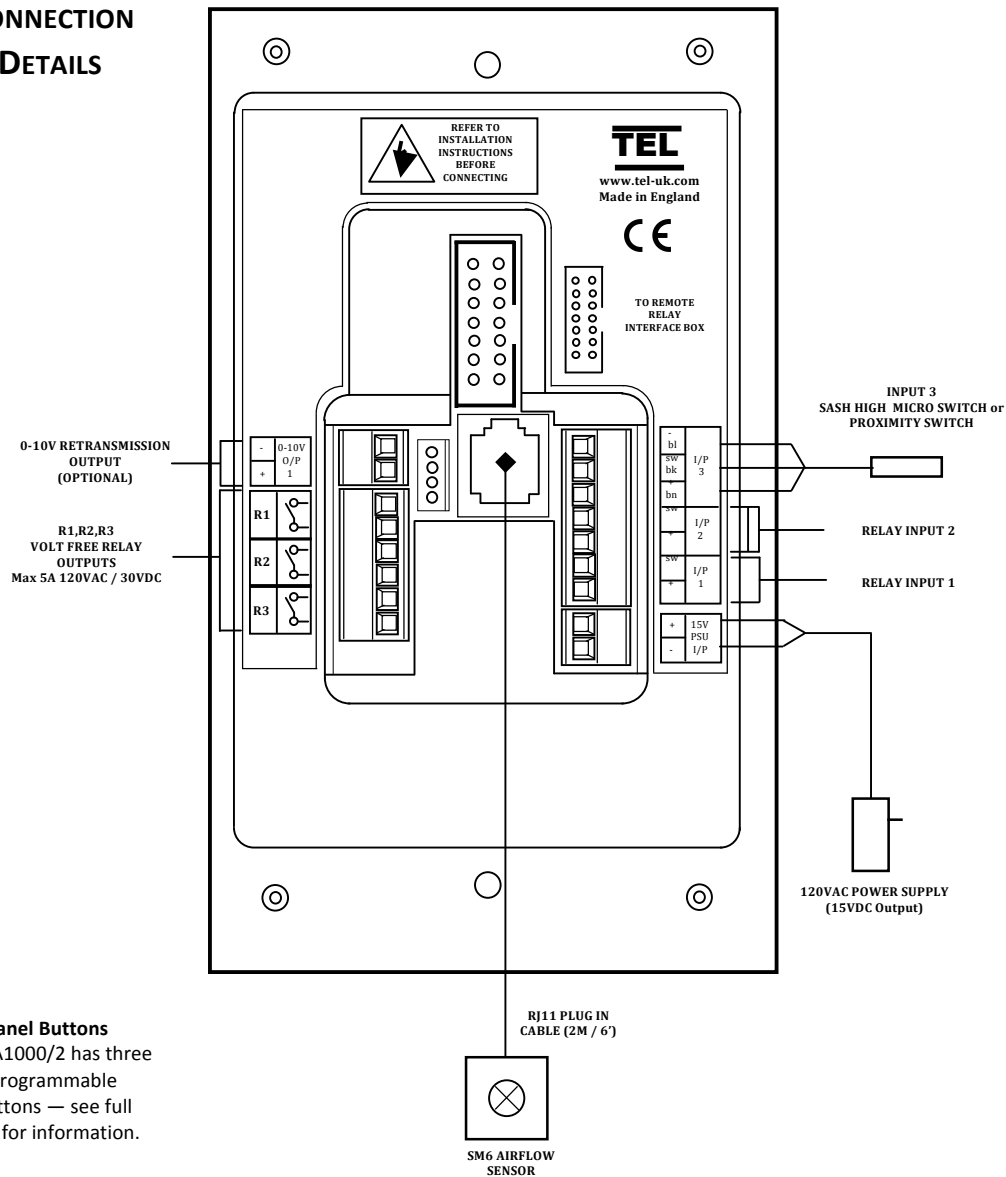 ONNECTION
DETAILS
REFER TO
INSTALLATION
INSTRUCTIONS
BEFORE
CONNECTING
TEL
www.tel-uk.com
Made in England
CE
TO REMOTE
RELAY
INTERFACE BOX
0-10V RETRANSMISSION
OUTPUT
(OPTIONAL)
- 0-10V
O/P
+ 1
R1,R2,R3
VOLT FREE RELAY
OUTPUTS
Max 5A 120VAC / 30VDC
R1
R2
R3
INPUT 3
SASH HIGH MICRO SWITCH or
PROXIMITY SWITCH
-
bl
sw
bk
+
bn
I/P
3
sw
+
I/P
2
sw
+
I/P
1
+ 15V
PSU
- I/P
RELAY INPUT 2
RELAY INPUT 1
120VAC POWER SUPPLY
(15VDC Output)
RJ11 PLUG IN
CABLE (2M / 6')
SM6 AIRFLOW
SENSOR
anel Buttons
A1000/2 has three
rogrammable
ttons — see full
for information.